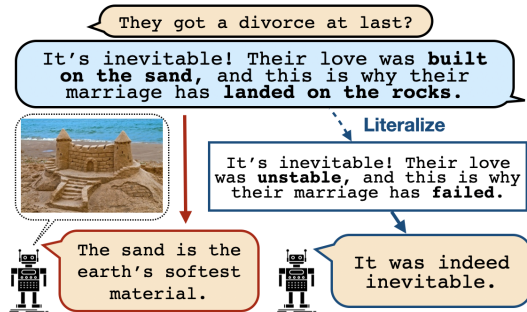 They got a divorce at last?
It's inevitable! Their love was built
on the sand, and this is why their
marriage has landed on the rocks.
Literalize
It's inevitable! Their love
was unstable, and this is why
their marriage has failed.
The sand is the
earth's softest
material.
It was indeed
inevitable.